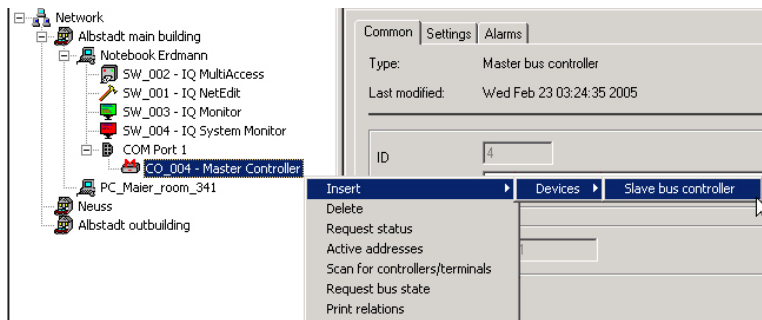 Network
Albstadt main building
Notebook Erdmann
SW_002 - IQ MultiAccess
SW_001 - IQ NetEdit
SW_003 - IQ Monitor
SW_004 - IQ System Monitor
COM Port 1
CO_004 - Master Controller
PC_Maier_room_341
Neuss
Albstadt outbuilding
Common Settings Alarms
Type: Master bus controller
Last modified: Wed Feb 23 03:24:35 2005
ID 4
Insert Devices Slave bus controller
Delete
Request status
Active addresses
Scan for controllers/terminals
Request bus state
Print relations